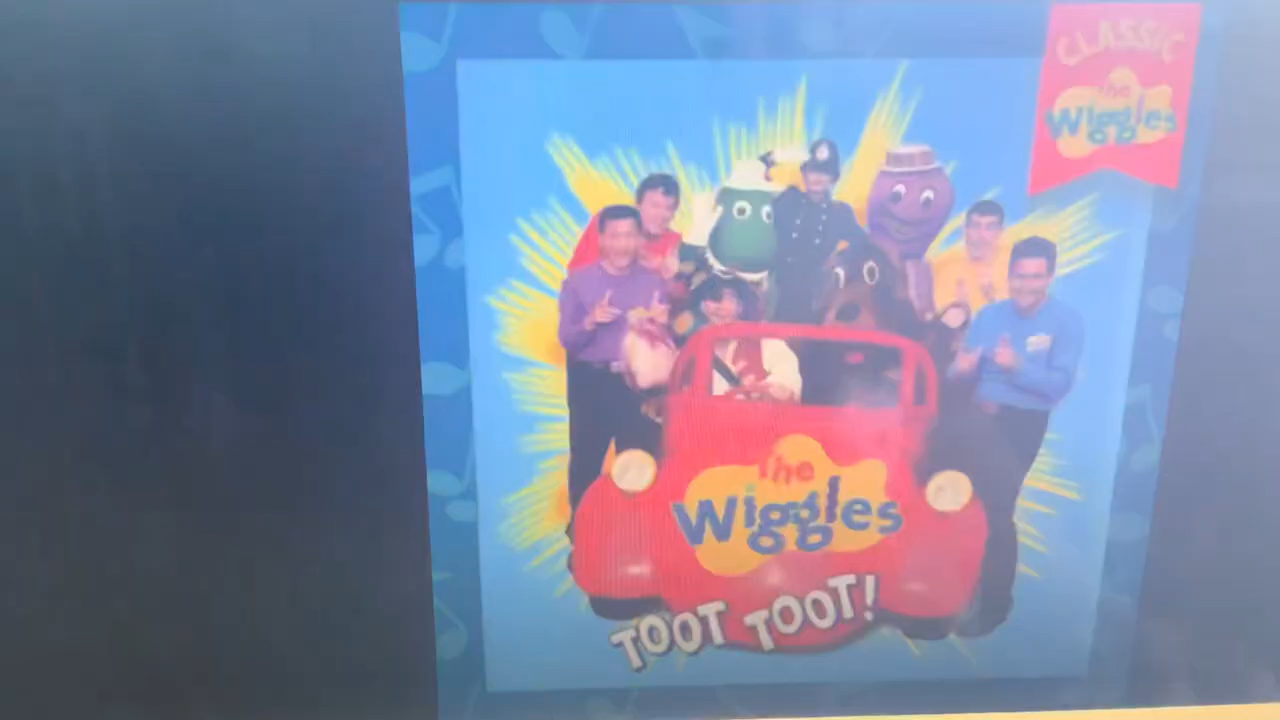 CLASSIC
The
Wiggles
The
Wiggles
TOOT TOOT!